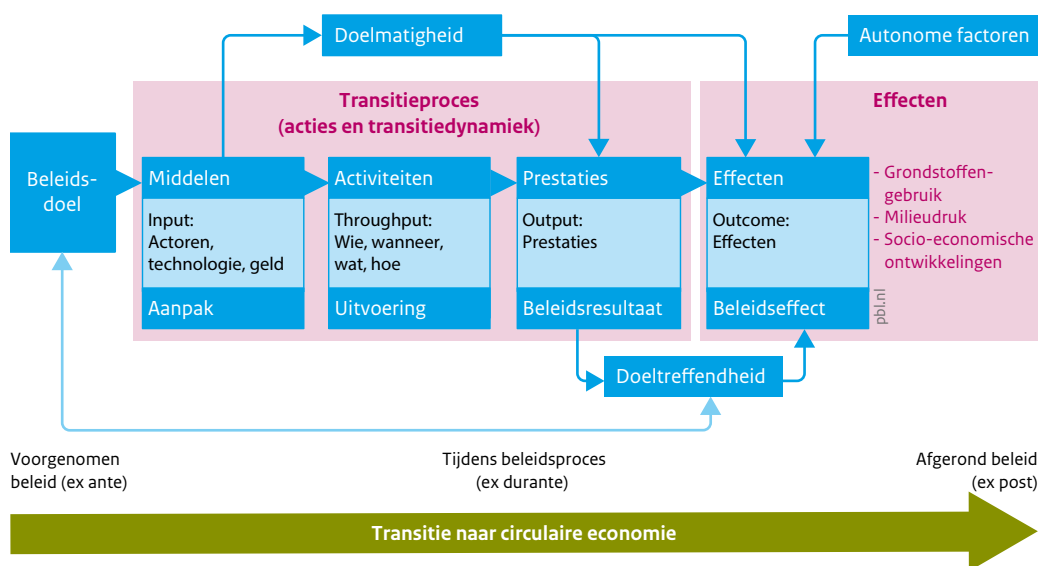 Doelmatigheid
Autonome factoren
Transitieproces
(acties en transitiedynamiek)
Effecten
Beleids-
doel
Middelen
Input:
Actoren,
technologie, geld
Aanpak
Activiteiten
Throughput:
Wie, wanneer,
wat, hoe
Uitvoering
Prestaties
Output:
Prestaties
Beleidsresultaat
Effecten
Outcome:
Effecten
Beleidseffect
- Grondstoffen-
gebruik
- Milieudruk
- Socio-economische
ontwikkelingen
pbl.nl
Doeltreffendheid
Voorgenomen
beleid (ex ante)
Tijdens beleidsproces
(ex durante)
Afgerond beleid
(ex post)
Transitie naar circulaire economie